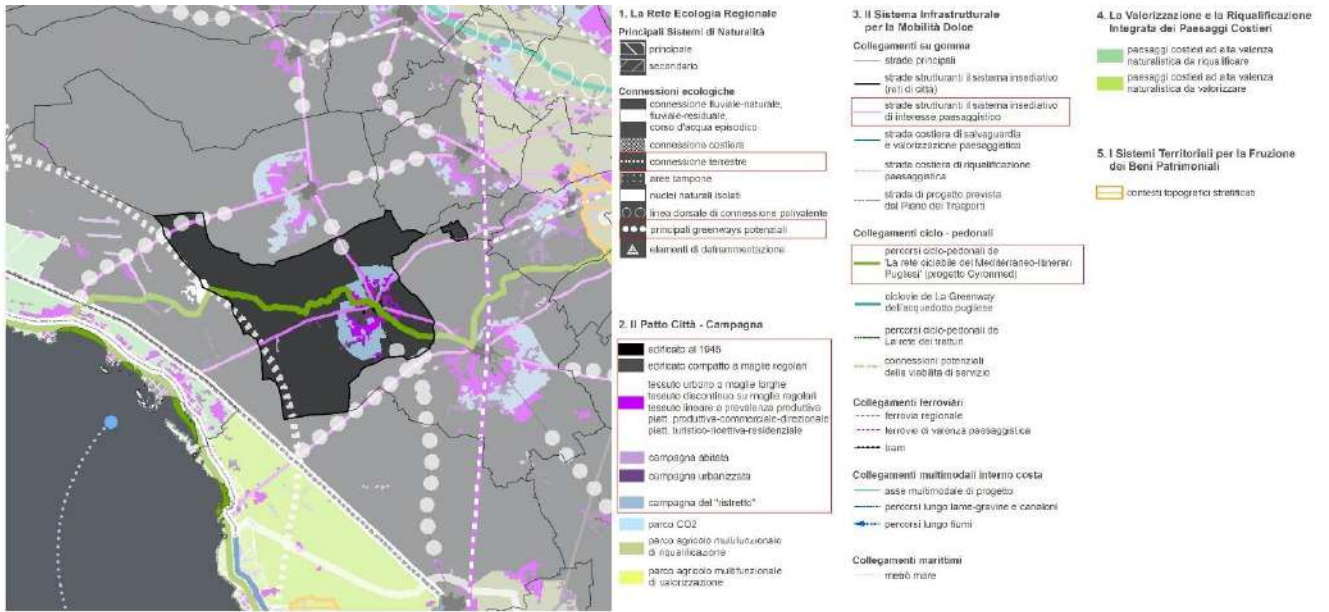 1. La Rete Ecologia Regionale
Principali Sistemi di Naturalità
principale
secondario
Connessioni ecologiche
connessione fluviale-naturale,
fluviale-residuale,
corso d'acqua episodico
connessione costiera
connessione terrestre
aree tampone
nuclei naturali isolati
linea dorsale di connessione polivalente
principali greenways potenziali
elementi di deframmentazione
2. Il Patto Città - Campagna
edificato al 1945
edificato compatto a maglie regolari
tessuto urbano a maglie larghe
tessuto discontinuo su maglie regolari
tessuto lineare a prevalenza produttiva
piatt. produttiva-commerciale-direzionale
piatt. turistico-ricettiva-residenziale
campagna abitata
campagna urbanizzata
campagna del "ristretto"
parco CO2
parco agricolo multifunzionale
di riqualificazione
parco agricolo multifunzionale
di valorizzazione
3. Il Sistema Infrastrutturale
per la Mobilità Dolce
Collegamenti su gomma
strade principali
strade strutturanti il sistema insediativo
(reti di città)
strade strutturanti il sistema insediativo
di interesse paesaggistico
strada costiera di salvaguardia
e valorizzazione paesaggistica
strada costiera di riqualificazione
paesaggistica
strada di progetto prevista
dal Piano dei Trasporti
Collegamenti ciclo - pedonali
percorsi ciclo-pedonali de
"La rete ciclabile del Mediterraneo-Itinerari
Pugliesi" (progetto Cyronmed)
ciclovie de La Greenway
dell'acquedotto pugliese
percorsi ciclo-pedonali de
La rete dei tratturi
connessioni potenziali
della viabilità di servizio
Collegamenti ferroviari
ferrovia regionale
ferrovie di valenza paesaggistica
tram
Collegamenti multimodali interno costa
asse multimodale di progetto
percorsi lungo lame-gravine e canaloni
percorsi lungo fiumi
Collegamenti marittimi
metrò mare
4. La Valorizzazione e la Riqualificazione
Integrata dei Paesaggi Costieri
paesaggi costieri ad alta valenza
naturalistica da riqualificare
paesaggi costieri ad alta valenza
naturalistica da valorizzare
5. I Sistemi Territoriali per la Fruzione
dei Beni Patrimoniali
contesti topografici stratificati